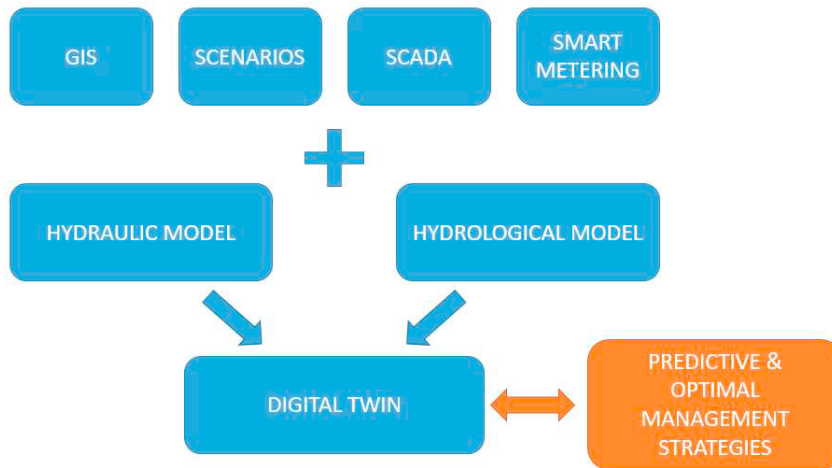 GIS
SCENARIOS
SCADA
SMART
METERING
HYDRAULIC MODEL
HYDROLOGICAL MODEL
DIGITAL TWIN
PREDICTIVE &
OPTIMAL
MANAGEMENT
STRATEGIES